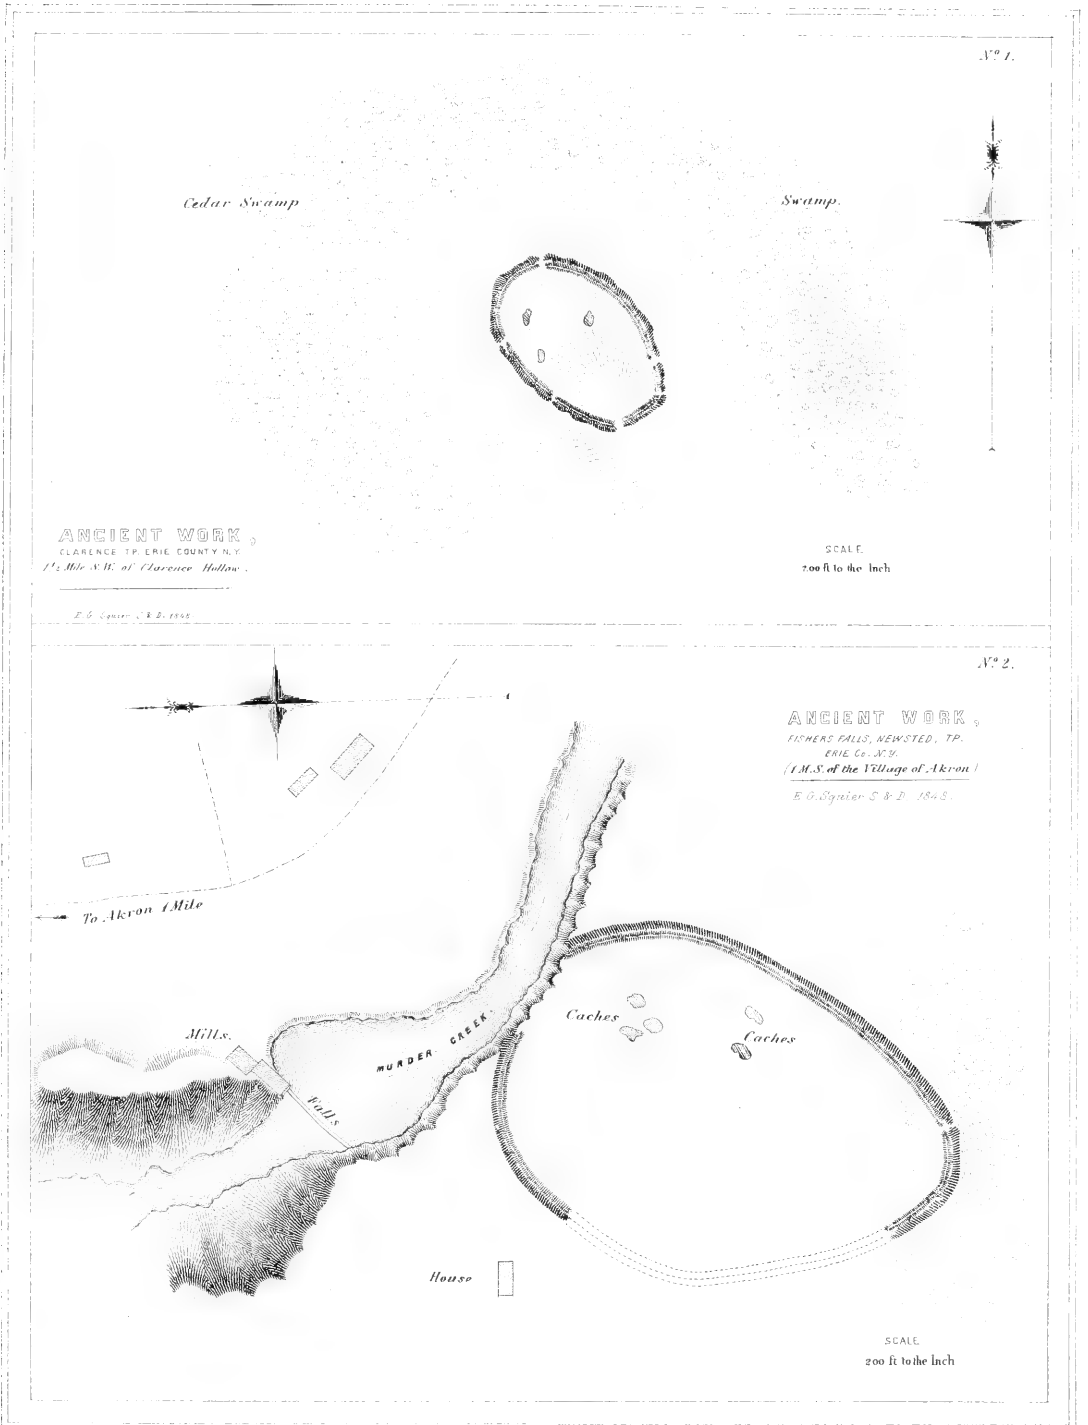 Nº 1.
Cedar Swamp
Swamp.
ANCIENT WORK,
CLARENCE TP. ERIE COUNTY N.Y.
1½ Mile N.W. of Clarence Hollow.
E.G. Squier S & D. 1848
SCALE
200 ft to the Inch
Nº 2.
ANCIENT WORK,
FISHERS FALLS, NEWSTED, TP.
ERIE Co. N.Y.
(1 M.S. of the Village of Akron)
E.G. Squier S & D. 1848.
To Akron 1 Mile
Caches
Caches
Mills.
MURDER CREEK.
Falls
House
SCALE
200 ft to the Inch